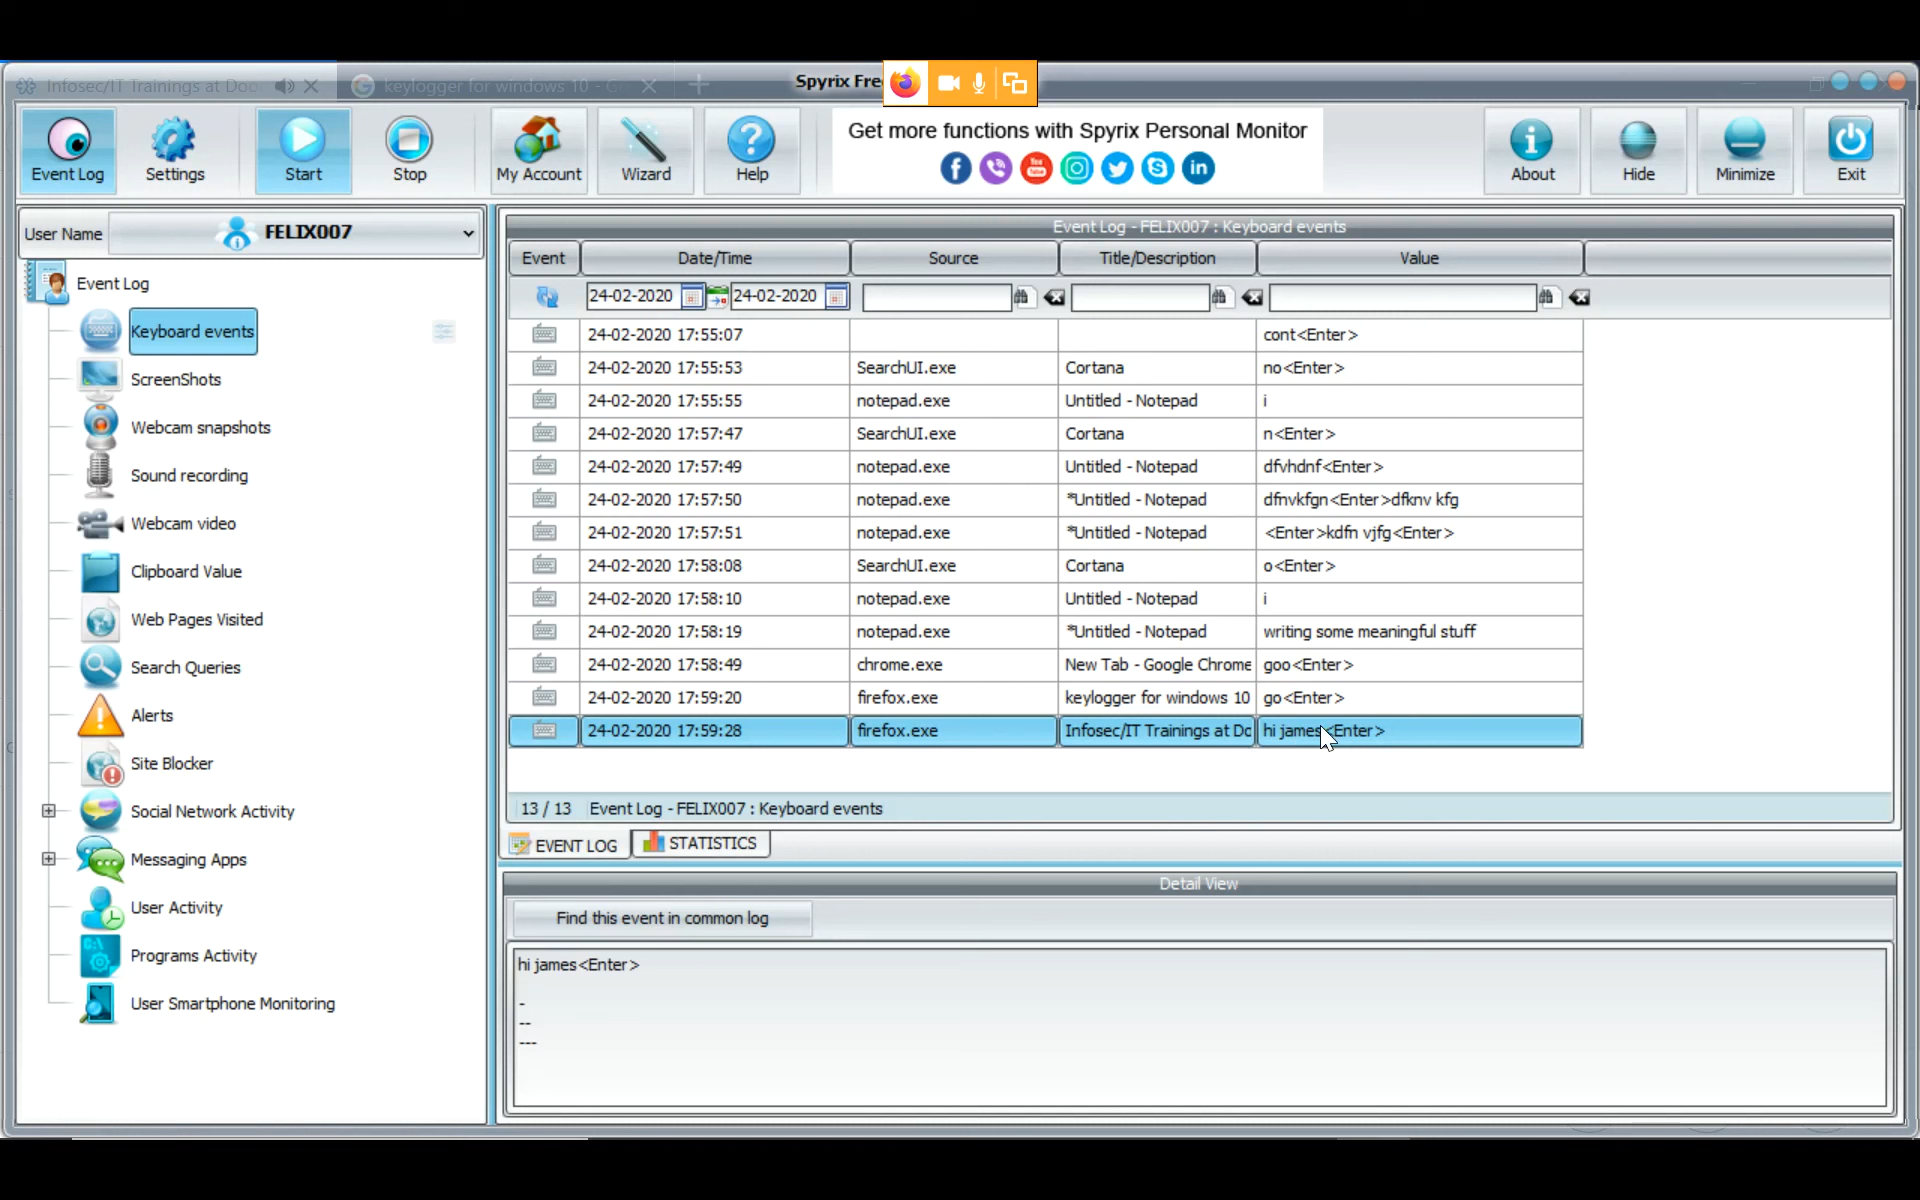 Infosec/IT Trainings at Doo
keylogger for windows 10 - G
Spyrix Fre
Event Log
Settings
Start
Stop
My Account
Wizard
Help
Get more functions with Spyrix Personal Monitor
About
Hide
Minimize
Exit
User Name
FELIX007
Event Log
Keyboard events
ScreenShots
Webcam snapshots
Sound recording
Webcam video
Clipboard Value
Web Pages Visited
Search Queries
Alerts
Site Blocker
Social Network Activity
Messaging Apps
User Activity
Programs Activity
User Smartphone Monitoring
Event Log - FELIX007 : Keyboard events
Event Date/Time Source Title/Description Value
24-02-2020 24-02-2020
24-02-2020 17:55:07 cont<Enter>
24-02-2020 17:55:53 SearchUI.exe Cortana no<Enter>
24-02-2020 17:55:55 notepad.exe Untitled - Notepad i
24-02-2020 17:57:47 SearchUI.exe Cortana n<Enter>
24-02-2020 17:57:49 notepad.exe Untitled - Notepad dfvhdnf<Enter>
24-02-2020 17:57:50 notepad.exe *Untitled - Notepad dfnvkfgn<Enter>dfknv kfg
24-02-2020 17:57:51 notepad.exe *Untitled - Notepad <Enter>kdfn vjfg<Enter>
24-02-2020 17:58:08 SearchUI.exe Cortana o<Enter>
24-02-2020 17:58:10 notepad.exe Untitled - Notepad i
24-02-2020 17:58:19 notepad.exe *Untitled - Notepad writing some meaningful stuff
24-02-2020 17:58:49 chrome.exe New Tab - Google Chrome goo<Enter>
24-02-2020 17:59:20 firefox.exe keylogger for windows 10 go<Enter>
24-02-2020 17:59:28 firefox.exe Infosec/IT Trainings at Dc hi james<Enter>
13 / 13 Event Log - FELIX007 : Keyboard events
EVENT LOG STATISTICS
Detail View
Find this event in common log
hi james<Enter>
-
--
---